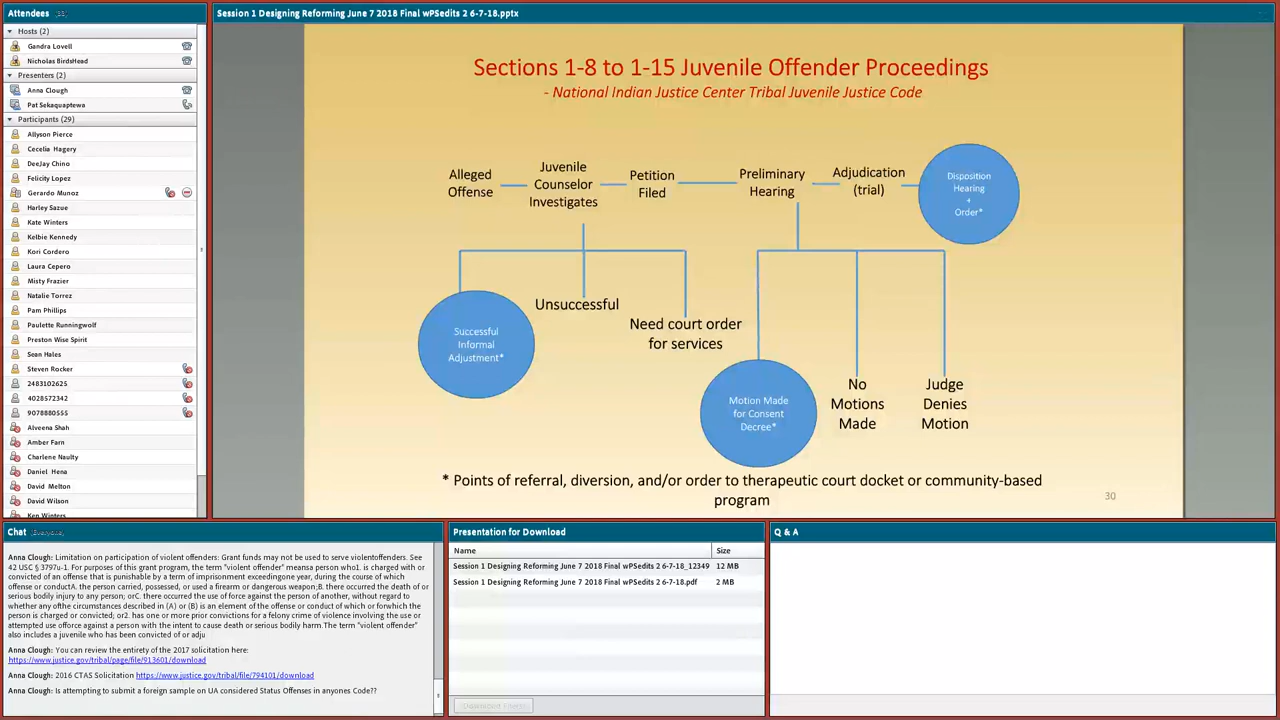 Attendees (33)
Hosts (2)
Gandra Lovell
Nicholas BirdsHead
Presenters (2)
Anna Clough
Pat Sekaquaptewa
Participants (29)
Allyson Pierce
Cecelia Hagery
DeeJay Chino
Felicity Lopez
Gerardo Munoz
Harley Sazue
Kate Winters
Kelbie Kennedy
Kori Cordero
Laura Cepero
Misty Frazier
Natalie Torrez
Pam Phillips
Paulette Runningwolf
Preston Wise Spirit
Sean Hales
Steven Rocker
2483102625
4028572342
9078880555
Alveena Shah
Amber Farn
Charlene Naulty
Daniel Hena
David Melton
David Wilson
Ken Winters
Session 1 Designing Reforming June 7 2018 Final wPSedits 2 6-7-18.pptx
Sections 1-8 to 1-15 Juvenile Offender Proceedings
- National Indian Justice Center Tribal Juvenile Justice Code
Alleged
Offense
Juvenile
Counselor
Investigates
Petition
Filed
Preliminary
Hearing
Adjudication
(trial)
Disposition
Hearing
+
Order*
Successful
Informal
Adjustment*
Unsuccessful
Need court order
for services
Motion Made
for Consent
Decree*
No
Motions
Made
Judge
Denies
Motion
* Points of referral, diversion, and/or order to therapeutic court docket or community-based
program
30
Chat (Everyone)
Anna Clough: Limitation on participation of violent offenders: Grant funds may not be used to serve violentoffenders. See
42 USC § 3797u-1. For purposes of this grant program, the term "violent offender" meansa person who1. is charged with or
convicted of an offense that is punishable by a term of imprisonment exceedingone year, during the course of which
offense or conductA. the person carried, possessed, or used a firearm or dangerous weapon;B. there occurred the death of or
serious bodily injury to any person; orC. there occurred the use of force against the person of another, without regard to
whether any ofthe circumstances described in (A) or (B) is an element of the offense or conduct of which or forwhich the
person is charged or convicted; or2. has one or more prior convictions for a felony crime of violence involving the use or
attempted use offorce against a person with the intent to cause death or serious bodily harm.The term "violent offender"
also includes a juvenile who has been convicted of or adju
Anna Clough: You can review the entirety of the 2017 solicitation here:
https://www.justice.gov/tribal/page/file/913601/download
Anna Clough: 2016 CTAS Solicitation https://www.justice.gov/tribal/file/794101/download
Anna Clough: Is attempting to submit a foreign sample on UA considered Status Offenses in anyones Code??
Presentation for Download
Name Size
Session 1 Designing Reforming June 7 2018 Final wPSedits 2 6-7-18_12349 12 MB
Session 1 Designing Reforming June 7 2018 Final wPSedits 2 6-7-18.pdf 2 MB
Download File(s)
Q & A